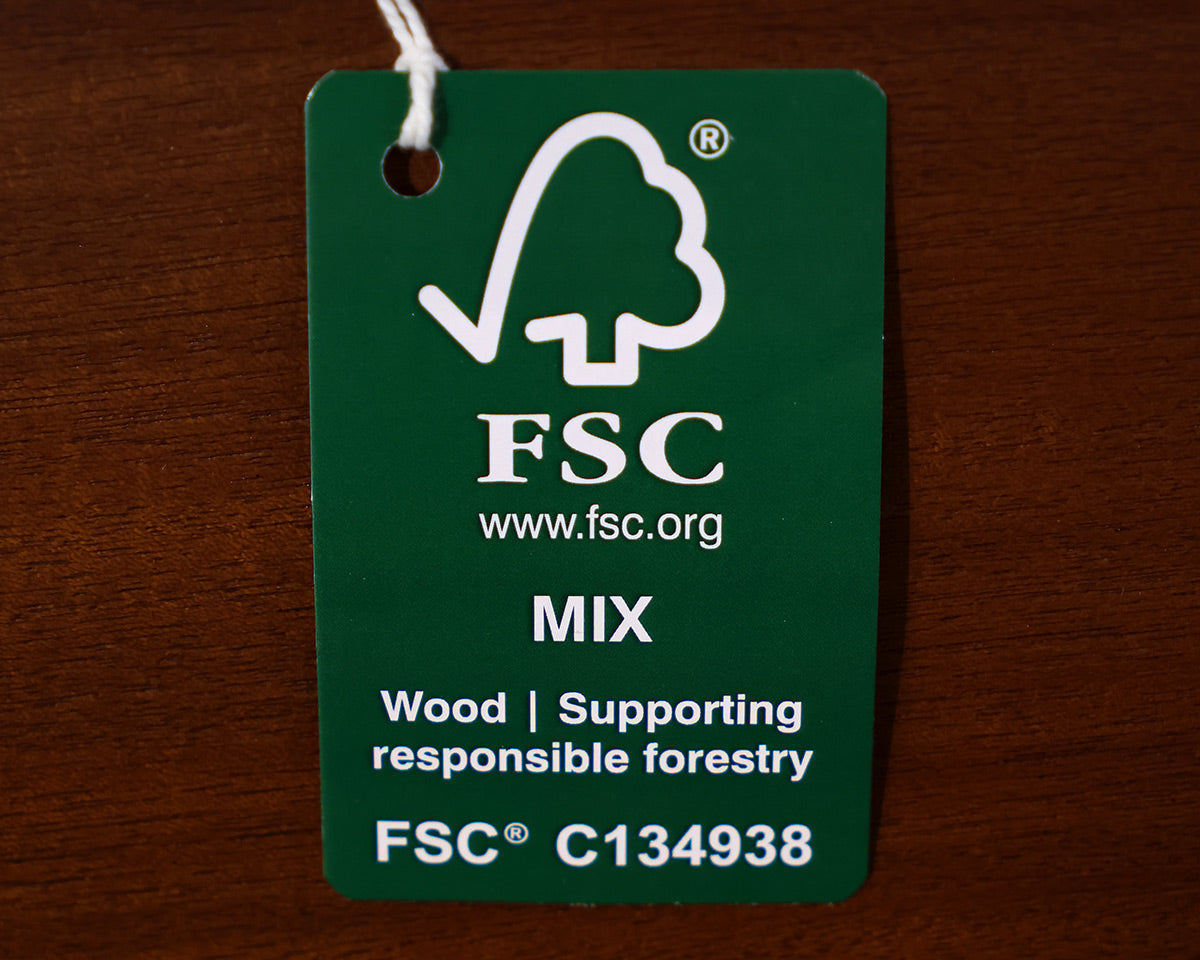 ®
FSC
www.fsc.org
MIX
Wood | Supporting
responsible forestry
FSC® C134938